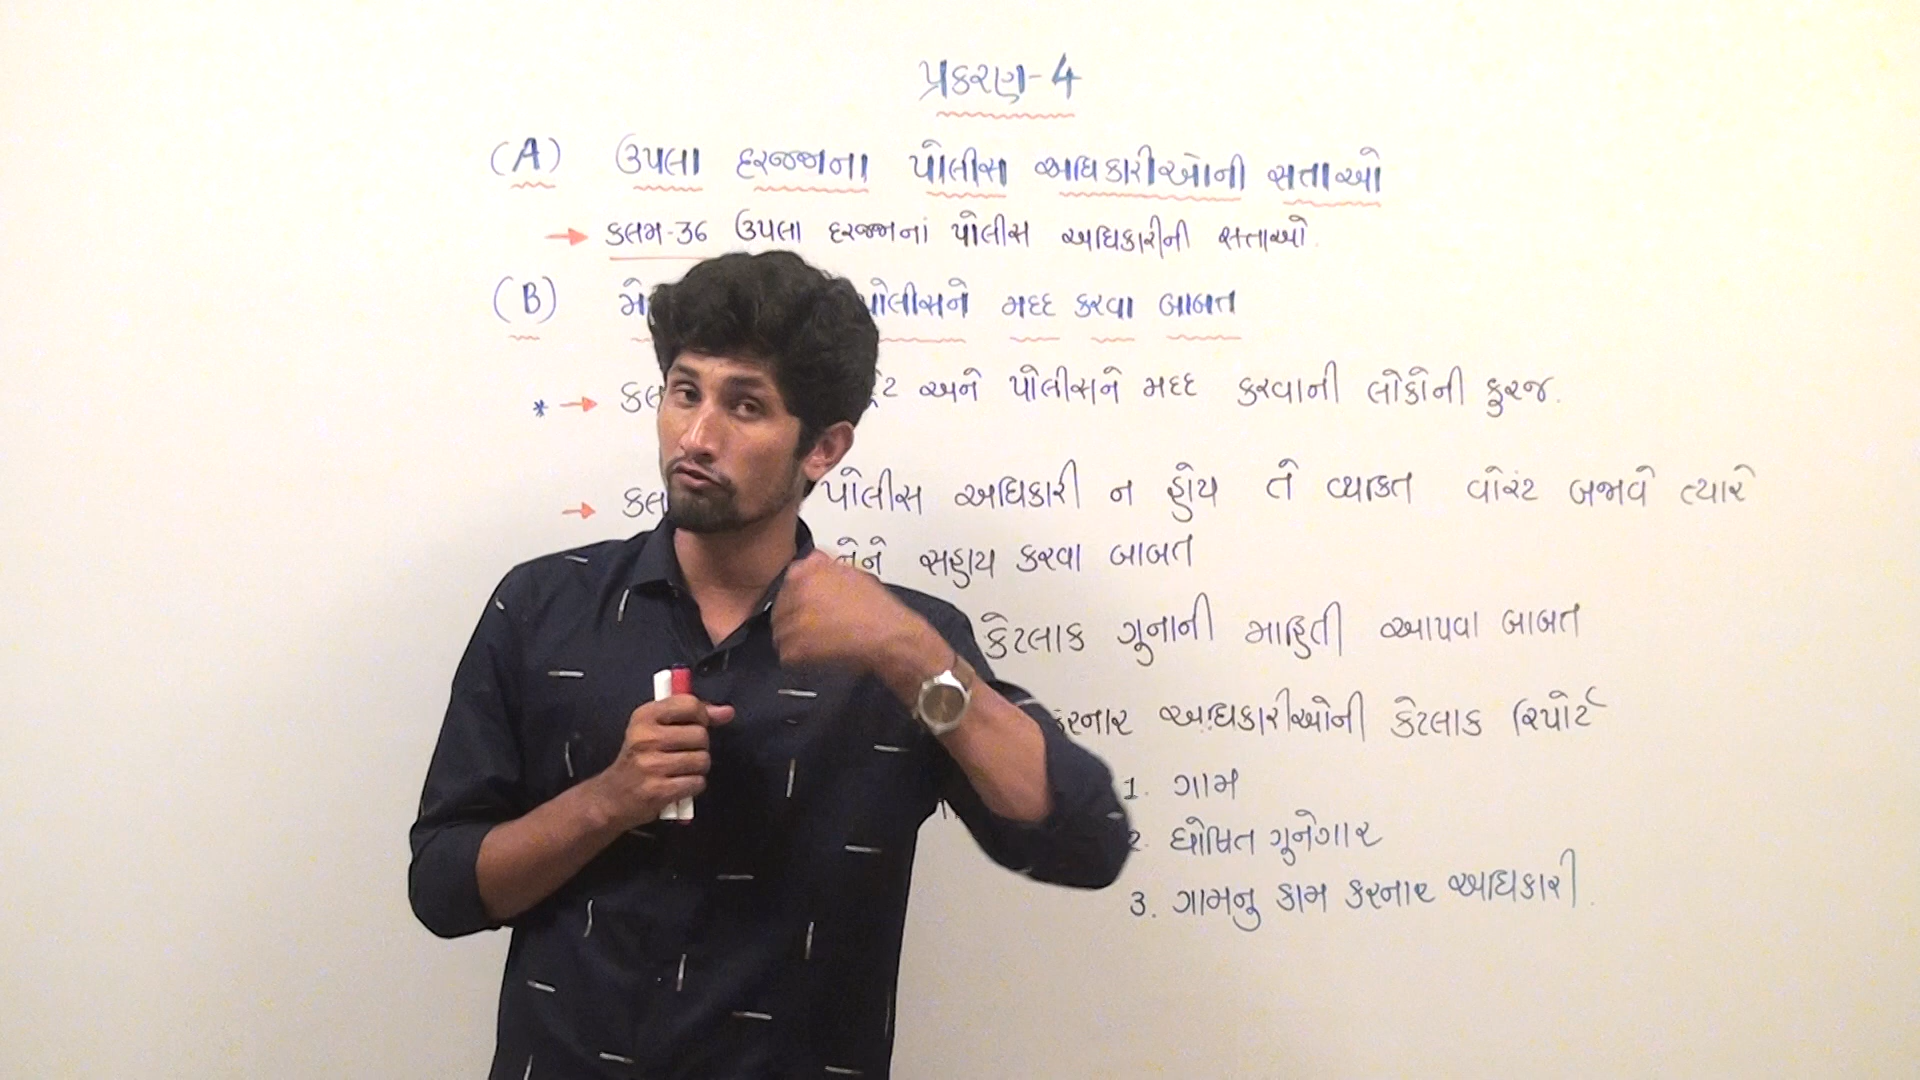 પ્રકરણ-4
(A) ઉપલા દરજ્જાના પોલીસ અધિકારીઓની સતાઓ
→ કલમ-36 ઉપલા દરજ્જાનાં પોલીસ અધિકારીની સત્તાઓ.
(B) પોલીસને મદદ કરવા બાબત
* → અને પોલીસને મદદ કરવાની લોકોની ફરજ.
→ પોલીસ અધિકારી ન હોય તે વ્યકિત વોરંટ બજાવે ત્યારે
તેને સહાય કરવા બાબત
કેટલાક ગુનાની માહિતી આપવા બાબત
કરનાર અધિકારીઓની કેટલાક રિપોર્ટ
1. ગામ
૨. ઘોષિત ગુનેગાર
3. ગામનુ કામ કરનાર અધિકારી.